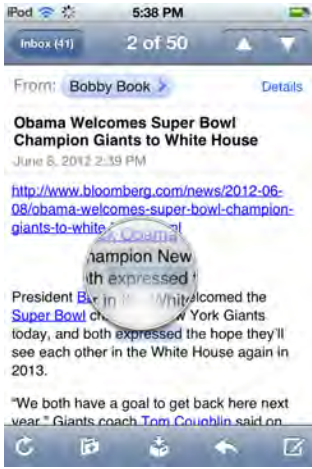 iPod 5:38 PM
Inbox (41) 2 of 50
From: Bobby Book > Details
Obama Welcomes Super Bowl
Champion Giants to White House
June 8, 2012 2:39 PM
http://www.bloomberg.com/news/2012-06-
08/obama-welcomes-super-bowl-champion-
giants-to-white
Obama
hampion New
th expressed
in the White
President elcomed the
Super Bowl York Giants
today, and both expressed the hope they'll
see each other in the White House again in
2013.
"We both have a goal to get back here next
year," Giants coach Tom Coughlin said on